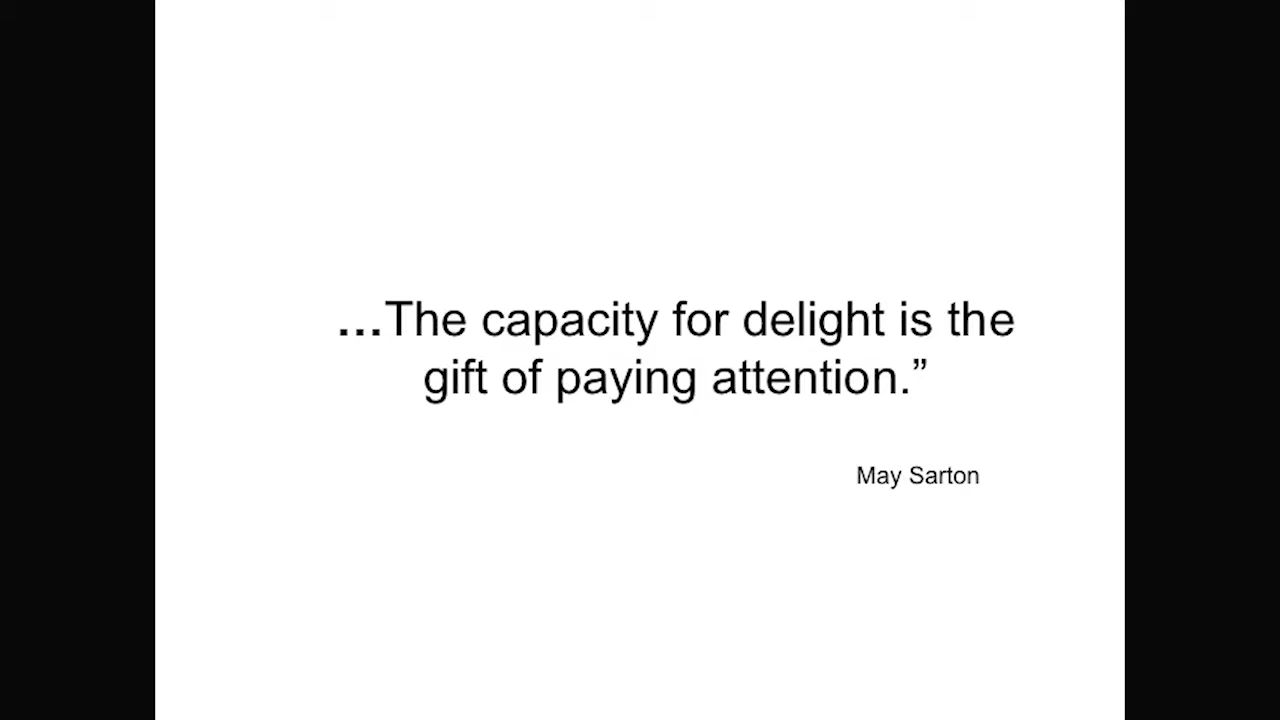 …The capacity for delight is the
gift of paying attention.”
May Sarton